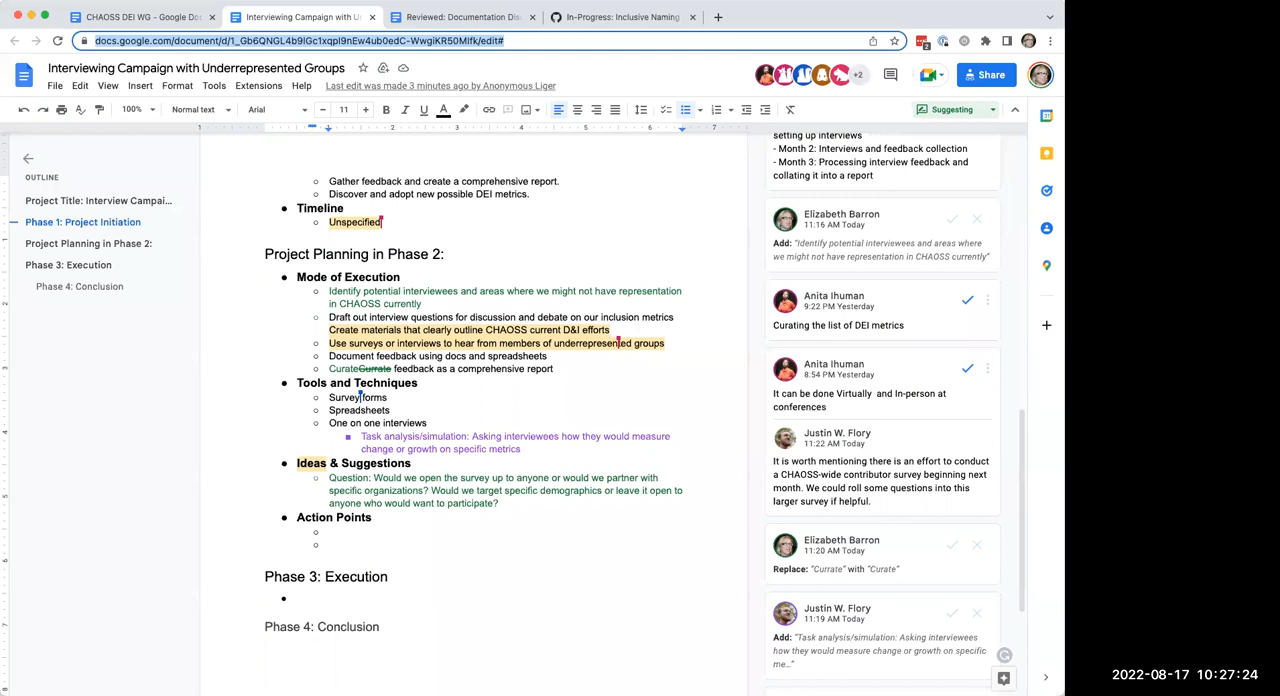 CHAOSS DEI WG - Google Doc
Interviewing Campaign with Un
Reviewed: Documentation Dis
In-Progress: Inclusive Naming
docs.google.com/document/d/1_Gb6QNGL4b9lGc1xqpI9nEw4ub0edC-WwgiKR50MIfk/edit#
2
Interviewing Campaign with Underrepresented Groups
File Edit View Insert Format Tools Extensions Help
Last edit was made 3 minutes ago by Anonymous Liger
+2
Share
100% Normal text Arial 11
B I U A
Suggesting
1 1 2 3 4 5 6 7
OUTLINE
Project Title: Interview Campai...
Phase 1: Project Initiation
Project Planning in Phase 2:
Phase 3: Execution
Phase 4: Conclusion
Gather feedback and create a comprehensive report.
Discover and adopt new possible DEI metrics.
Timeline
Unspecified
Project Planning in Phase 2:
Mode of Execution
Identify potential interviewees and areas where we might not have representation
in CHAOSS currently
Draft out interview questions for discussion and debate on our inclusion metrics
Create materials that clearly outline CHAOSS current D&I efforts
Use surveys or interviews to hear from members of underrepresented groups
Document feedback using docs and spreadsheets
CurateCurrate feedback as a comprehensive report
Tools and Techniques
Survey forms
Spreadsheets
One on one interviews
Task analysis/simulation: Asking interviewees how they would measure
change or growth on specific metrics
Ideas & Suggestions
Question: Would we open the survey up to anyone or would we partner with
specific organizations? Would we target specific demographics or leave it open to
anyone who would want to participate?
Action Points
Phase 3: Execution
Phase 4: Conclusion
setting up interviews
- Month 2: Interviews and feedback collection
- Month 3: Processing interview feedback and
collating it into a report
Elizabeth Barron
11:16 AM Today
Add: "Identify potential interviewees and areas where
we might not have representation in CHAOSS currently"
Anita Ihuman
9:22 PM Yesterday
Curating the list of DEI metrics
Anita Ihuman
8:54 PM Yesterday
It can be done Virtually and In-person at
conferences
Justin W. Flory
11:22 AM Today
It is worth mentioning there is an effort to conduct
a CHAOSS-wide contributor survey beginning next
month. We could roll some questions into this
larger survey if helpful.
Elizabeth Barron
11:20 AM Today
Replace: "Currate" with "Curate"
Justin W. Flory
11:19 AM Today
Add: "Task analysis/simulation: Asking interviewees
how they would measure change or growth on specific
me..."
2022-08-17 10:27:24